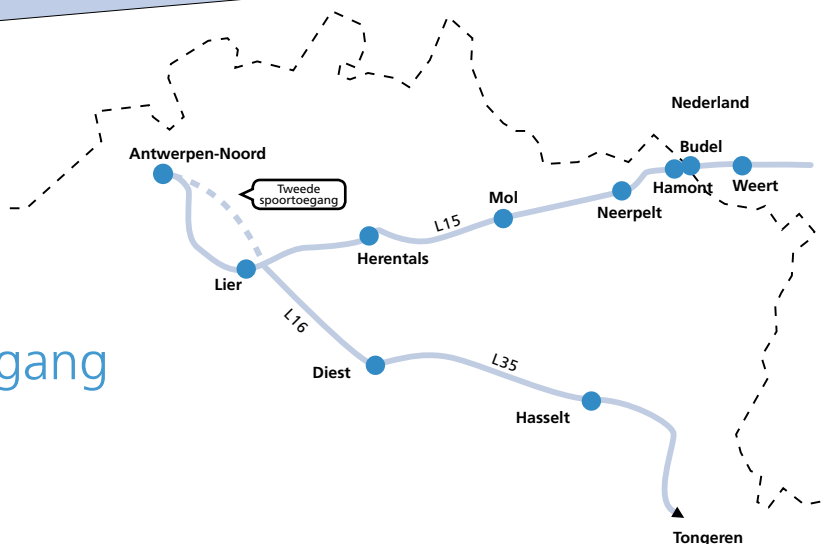 Nederland
Antwerpen-Noord
Budel
Tweede
spoortoegang
Hamont
Weert
Mol
Neerpelt
L15
Herentals
Lier
L16
gang
Diest
L35
Hasselt
Tongeren